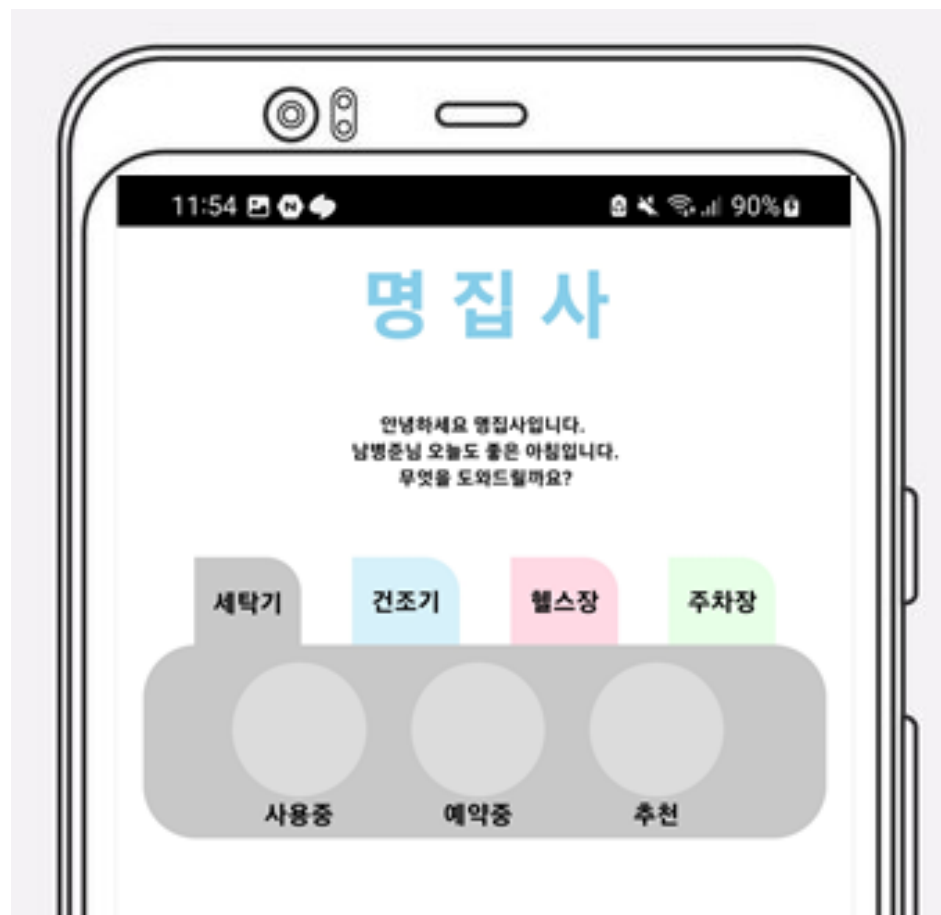 11:54 90%
명집사
안녕하세요 명집사입니다.
남병준님 오늘도 좋은 아침입니다.
무엇을 도와드릴까요?
세탁기 건조기 헬스장 주차장
사용중 예약중 추천